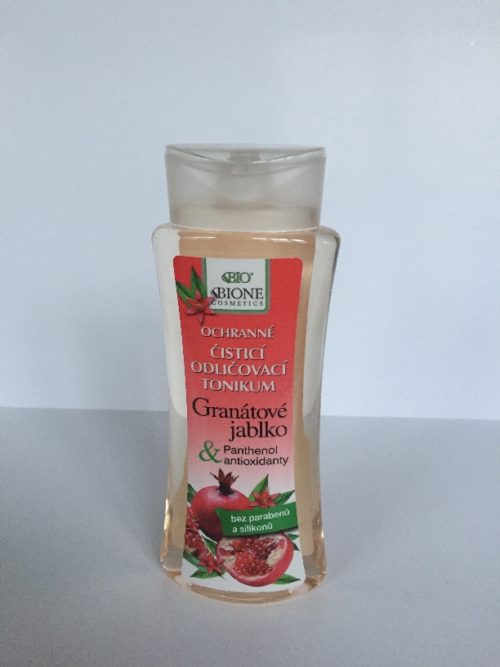 BIO®
BIONE
COSMETICS
OCHRANNÉ
ČISTICÍ
ODLIČOVACÍ
TONIKUM
Granátové
jablko
& Panthenol
antioxidanty
bez parabenů
a silikonů